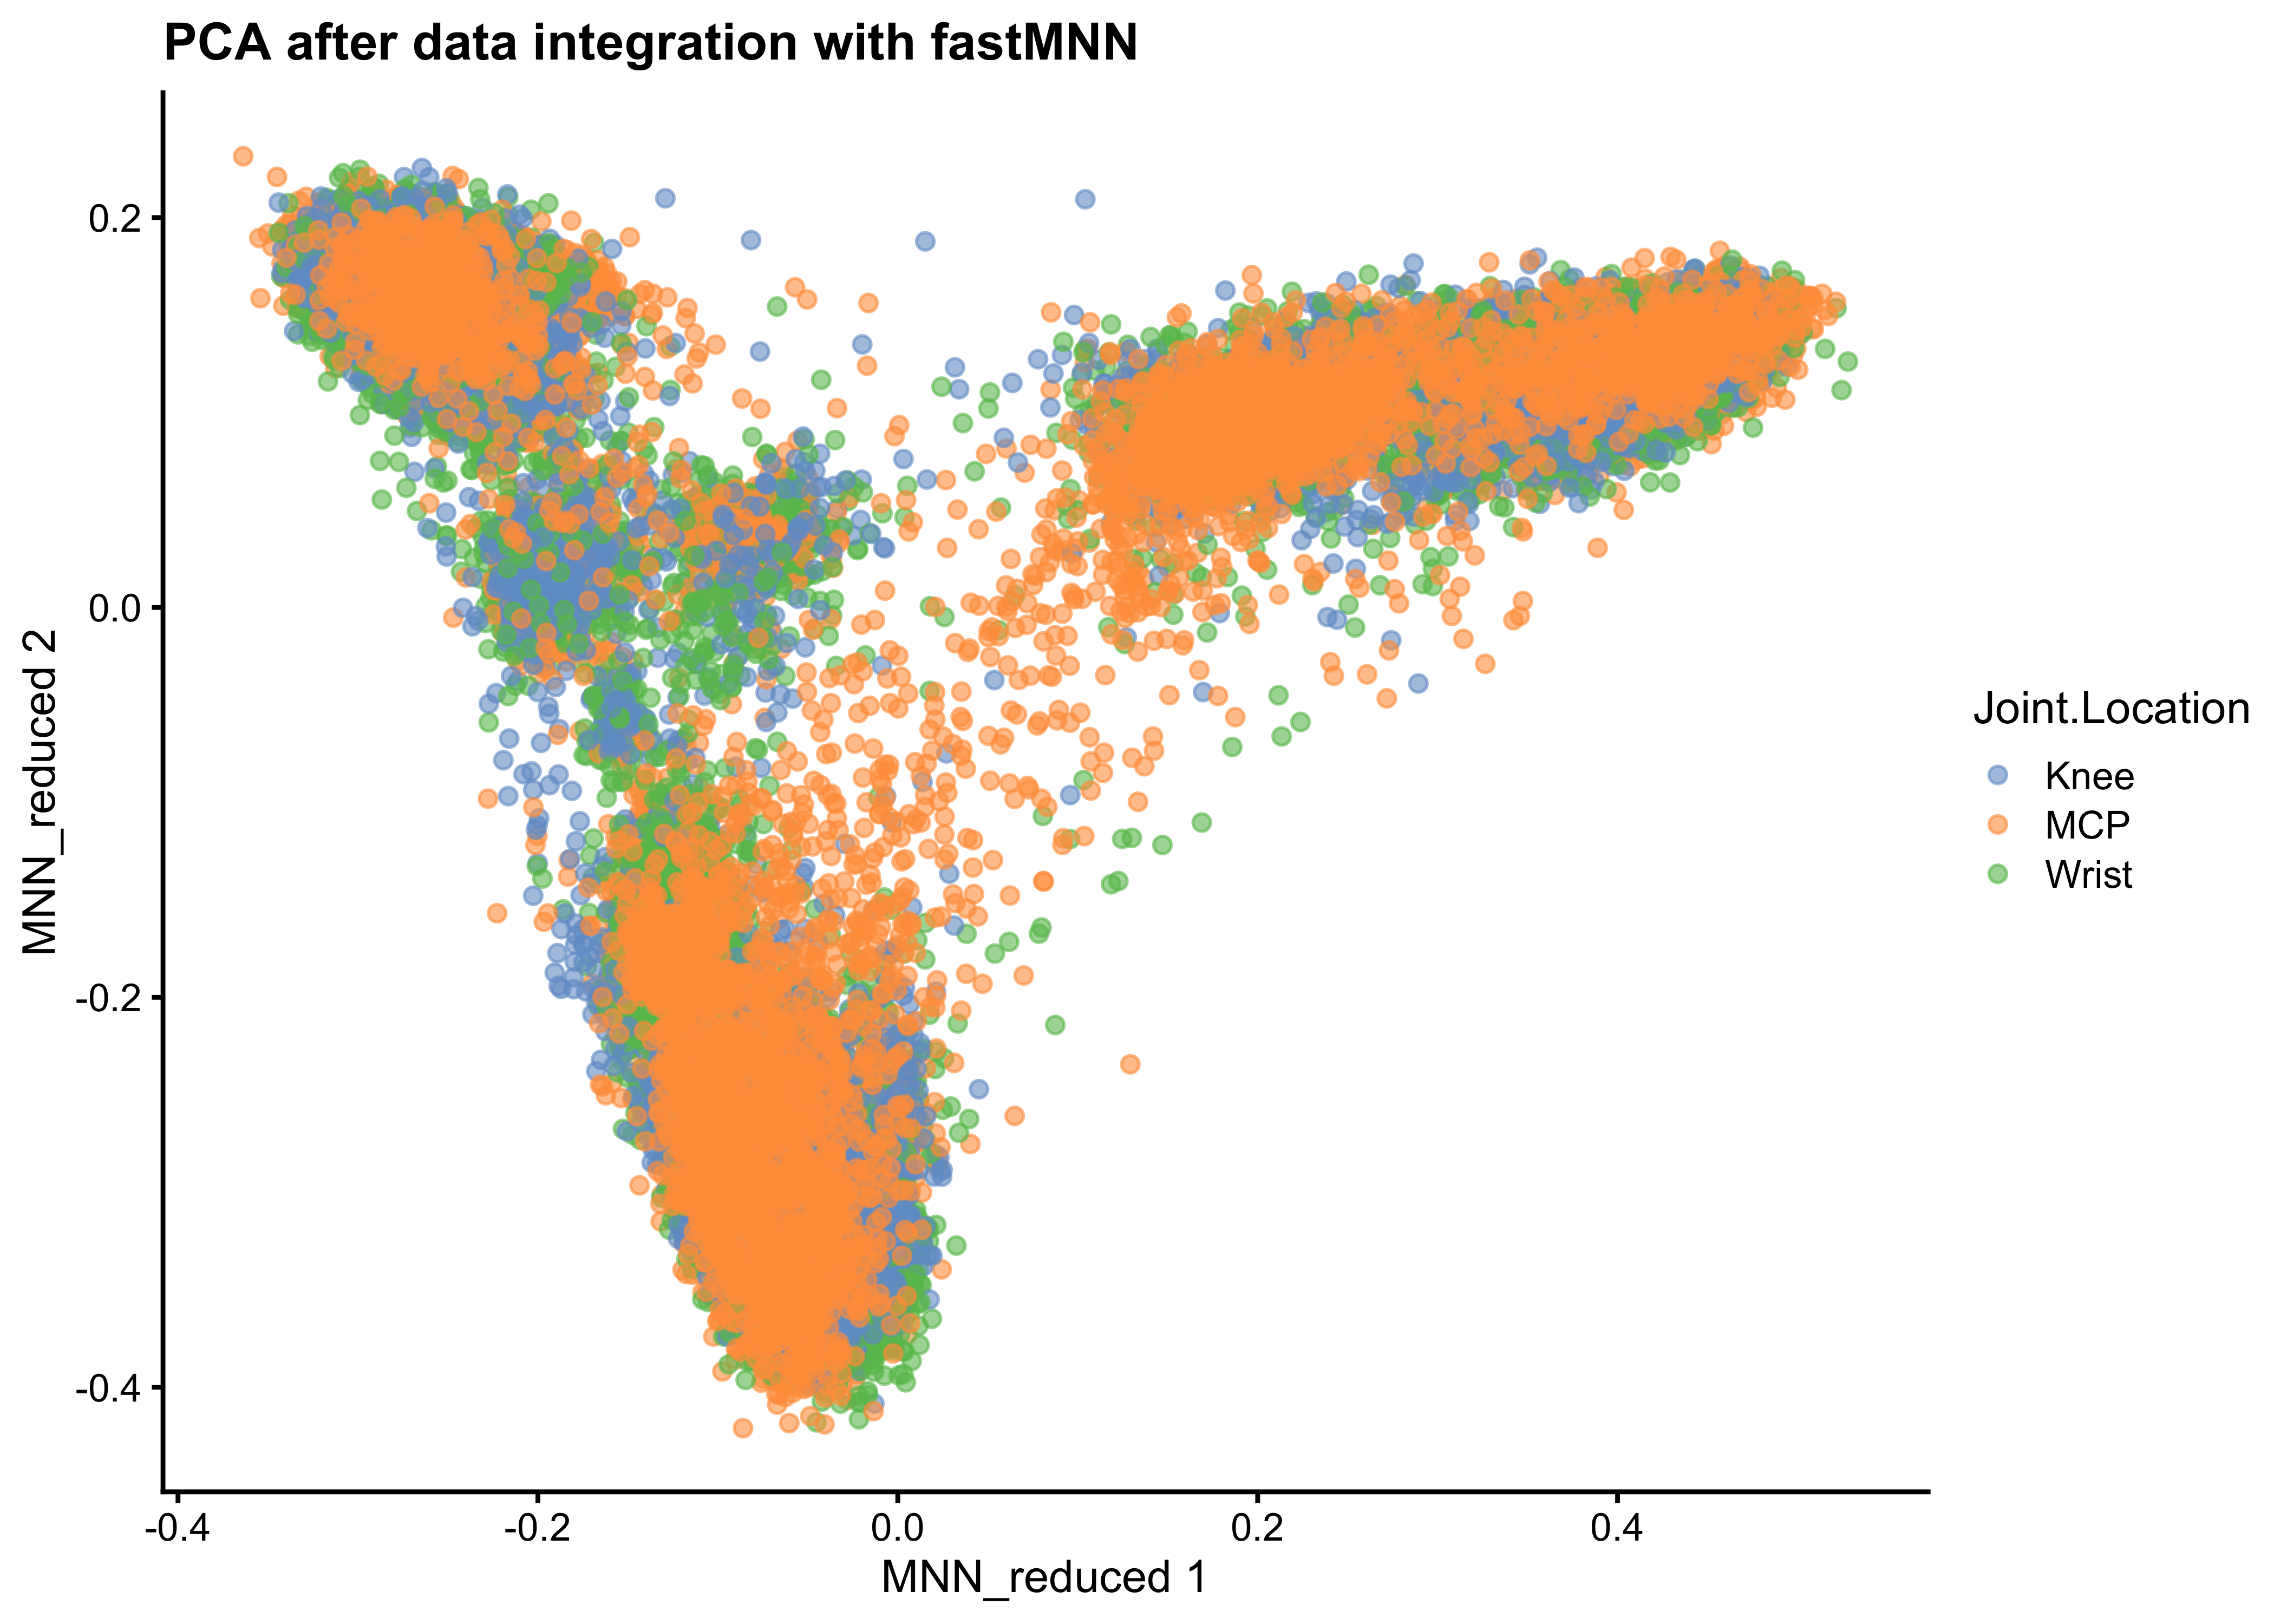 PCA after data integration with fastMNN
0.2
0.0
-0.2
-0.4
MNN_reduced 2
-0.4
-0.2
0.0
0.2
0.4
MNN_reduced 1
Joint.Location
Knee
MCP
Wrist